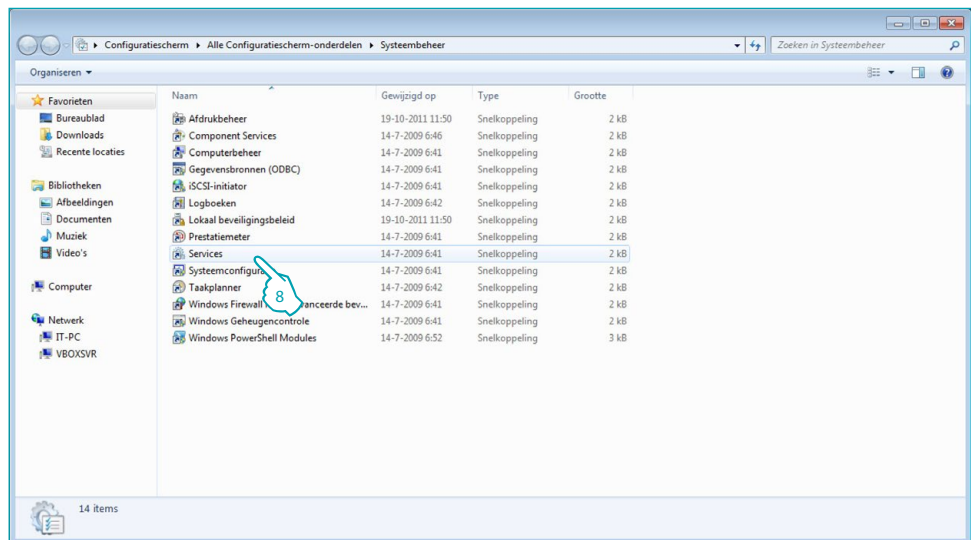 Configuratiescherm Alle Configuratiescherm-onderdelen Systeembeheer
Zoeken in Systeembeheer
Organiseren
Favorieten
Bureaublad
Downloads
Recente locaties
Bibliotheken
Afbeeldingen
Documenten
Muziek
Video's
Computer
Netwerk
IT-PC
VBOXSVR
Naam Gewijzigd op Type Grootte
Afdrukbeheer 19-10-2011 11:50 Snelkoppeling 2 kB
Component Services 14-7-2009 6:46 Snelkoppeling 2 kB
Computerbeheer 14-7-2009 6:41 Snelkoppeling 2 kB
Gegevensbronnen (ODBC) 14-7-2009 6:41 Snelkoppeling 2 kB
iSCSI-initiator 14-7-2009 6:41 Snelkoppeling 2 kB
Logboeken 14-7-2009 6:42 Snelkoppeling 2 kB
Lokaal beveiligingsbeleid 19-10-2011 11:50 Snelkoppeling 2 kB
Prestatiemeter 14-7-2009 6:41 Snelkoppeling 2 kB
Services 14-7-2009 6:41 Snelkoppeling 2 kB
14-7-2009 6:41 Snelkoppeling 2 kB
Taakplanner 14-7-2009 6:42 Snelkoppeling 2 kB
8
Windows Firewall bev... 14-7-2009 6:41 Snelkoppeling 2 kB
Windows Geheugencontrole 14-7-2009 6:41 Snelkoppeling 2 kB
Windows PowerShell Modules 14-7-2009 6:52 Snelkoppeling 3 kB
14 items